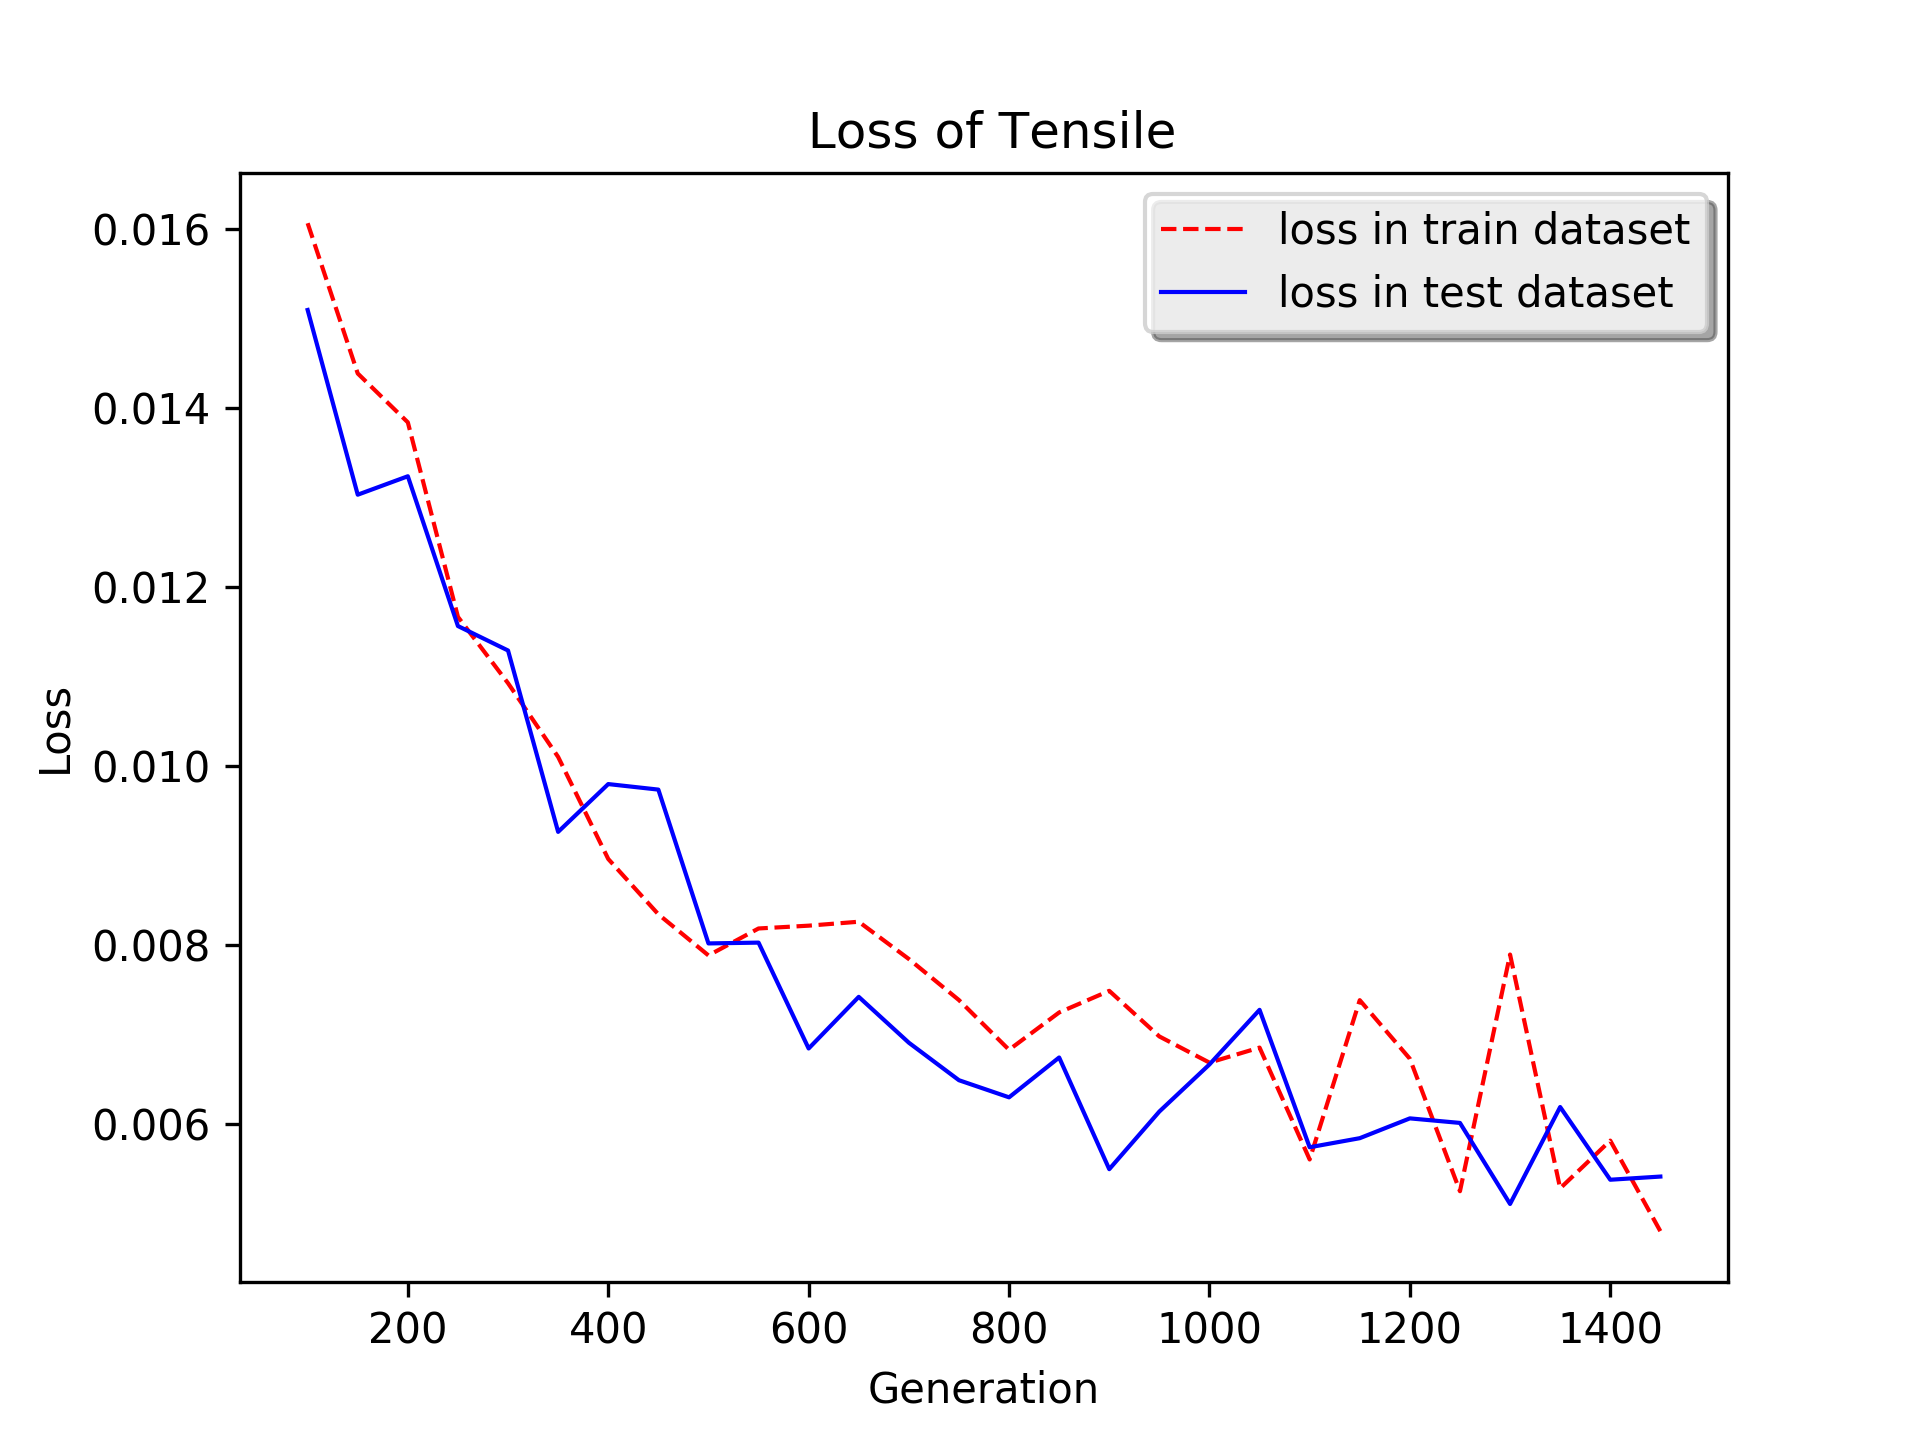 Loss of Tensile
loss in train dataset
loss in test dataset
0.016
0.014
0.012
0.010
0.008
0.006
Loss
200 400 600 800 1000 1200 1400
Generation